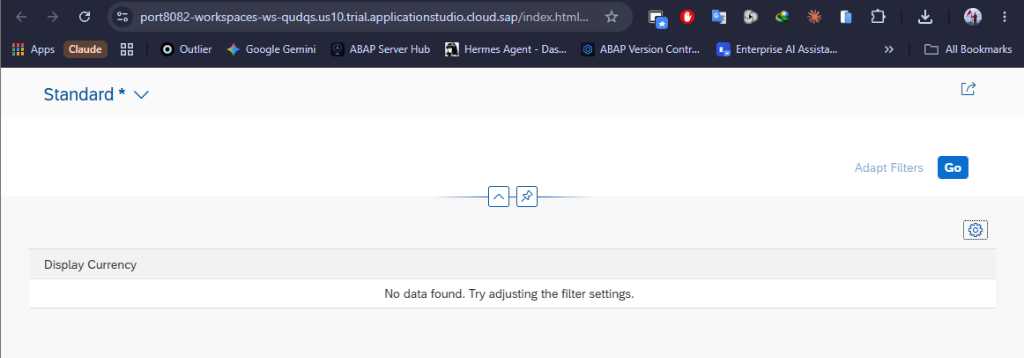 port8082-workspaces-ws-qudqs.us10.trial.applicationstudio.cloud.sap/index.html...
Apps Claude Outlier Google Gemini ABAP Server Hub Hermes Agent - Das... ABAP Version Contr... Enterprise AI Assista... » All Bookmarks
Standard *
Adapt Filters Go
Display Currency
No data found. Try adjusting the filter settings.